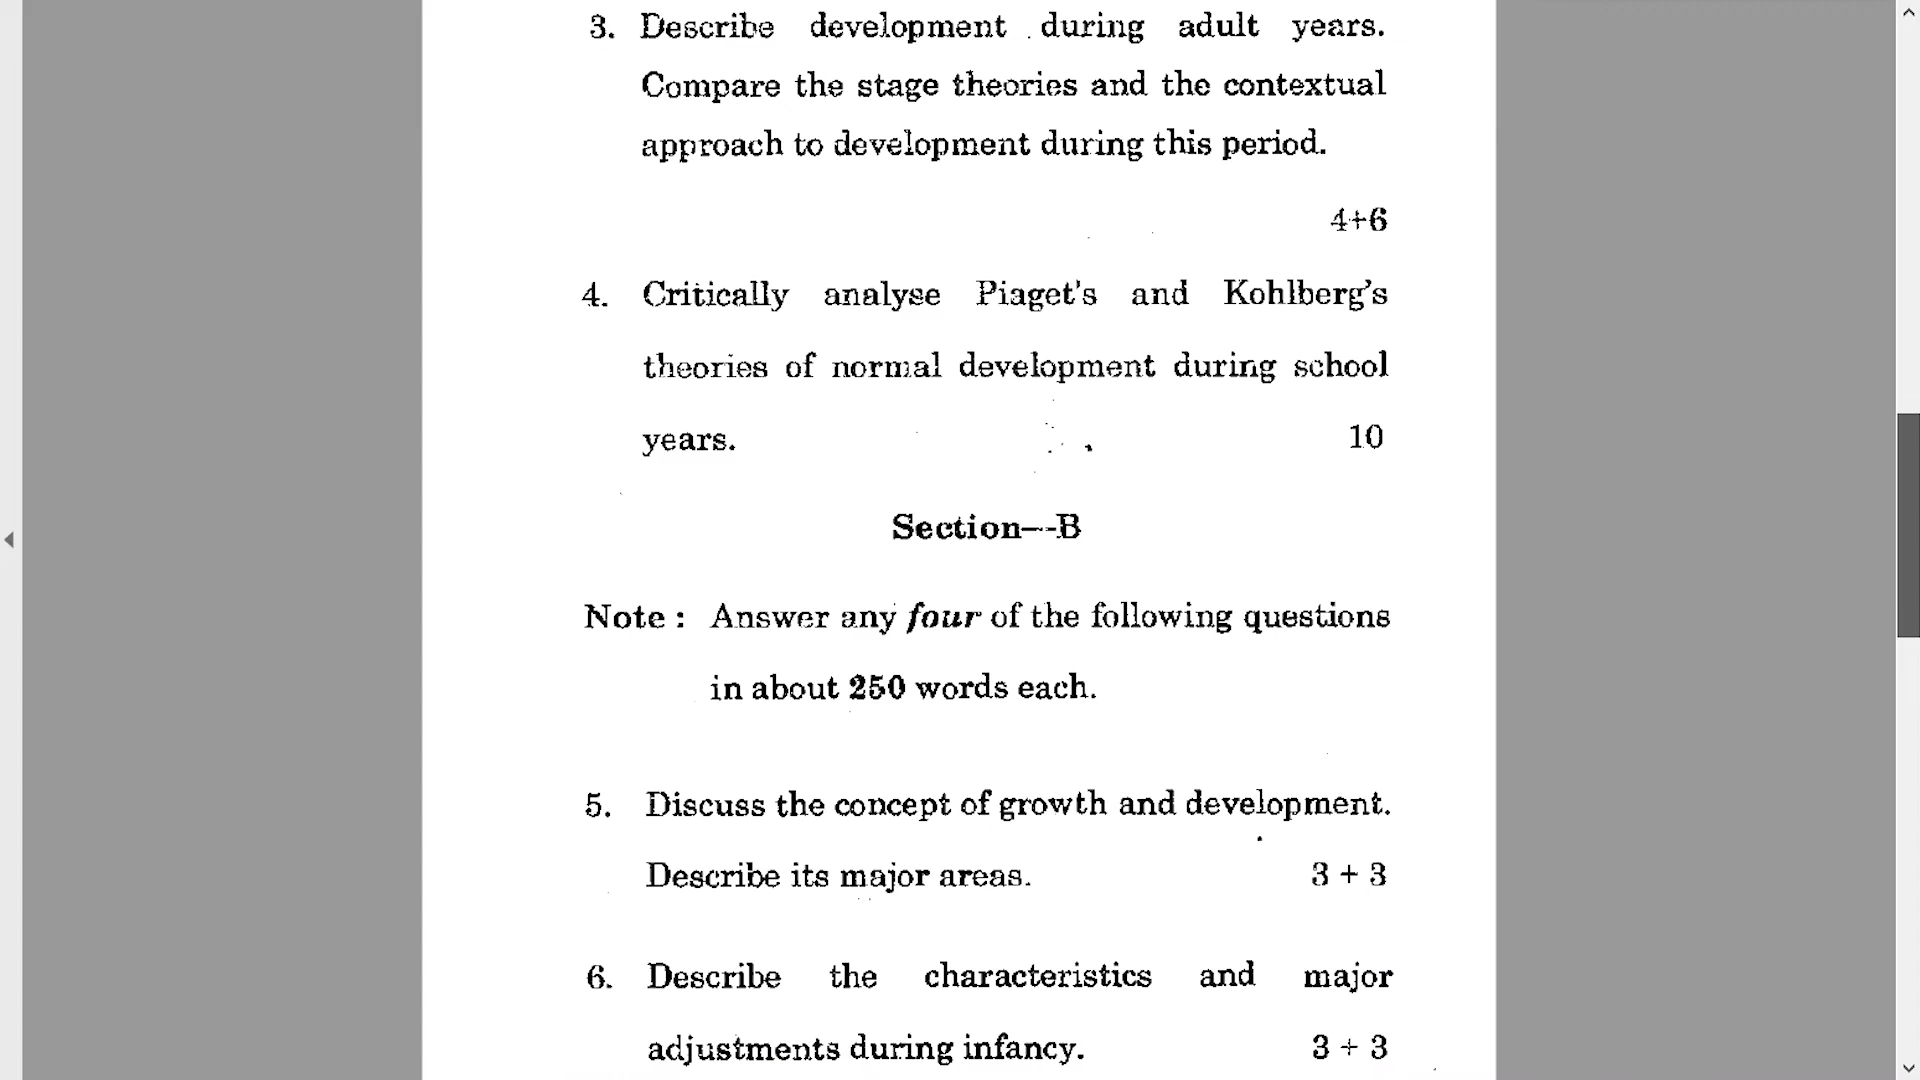 3. Describe development during adult years.
Compare the stage theories and the contextual
approach to development during this period.
4+6
4. Critically analyse Piaget's and Kohlberg's
theories of normal development during school
years. 10
Section—B
Note : Answer any four of the following questions
in about 250 words each.
5. Discuss the concept of growth and development.
Describe its major areas. 3 + 3
6. Describe the characteristics and major
adjustments during infancy. 3 + 3